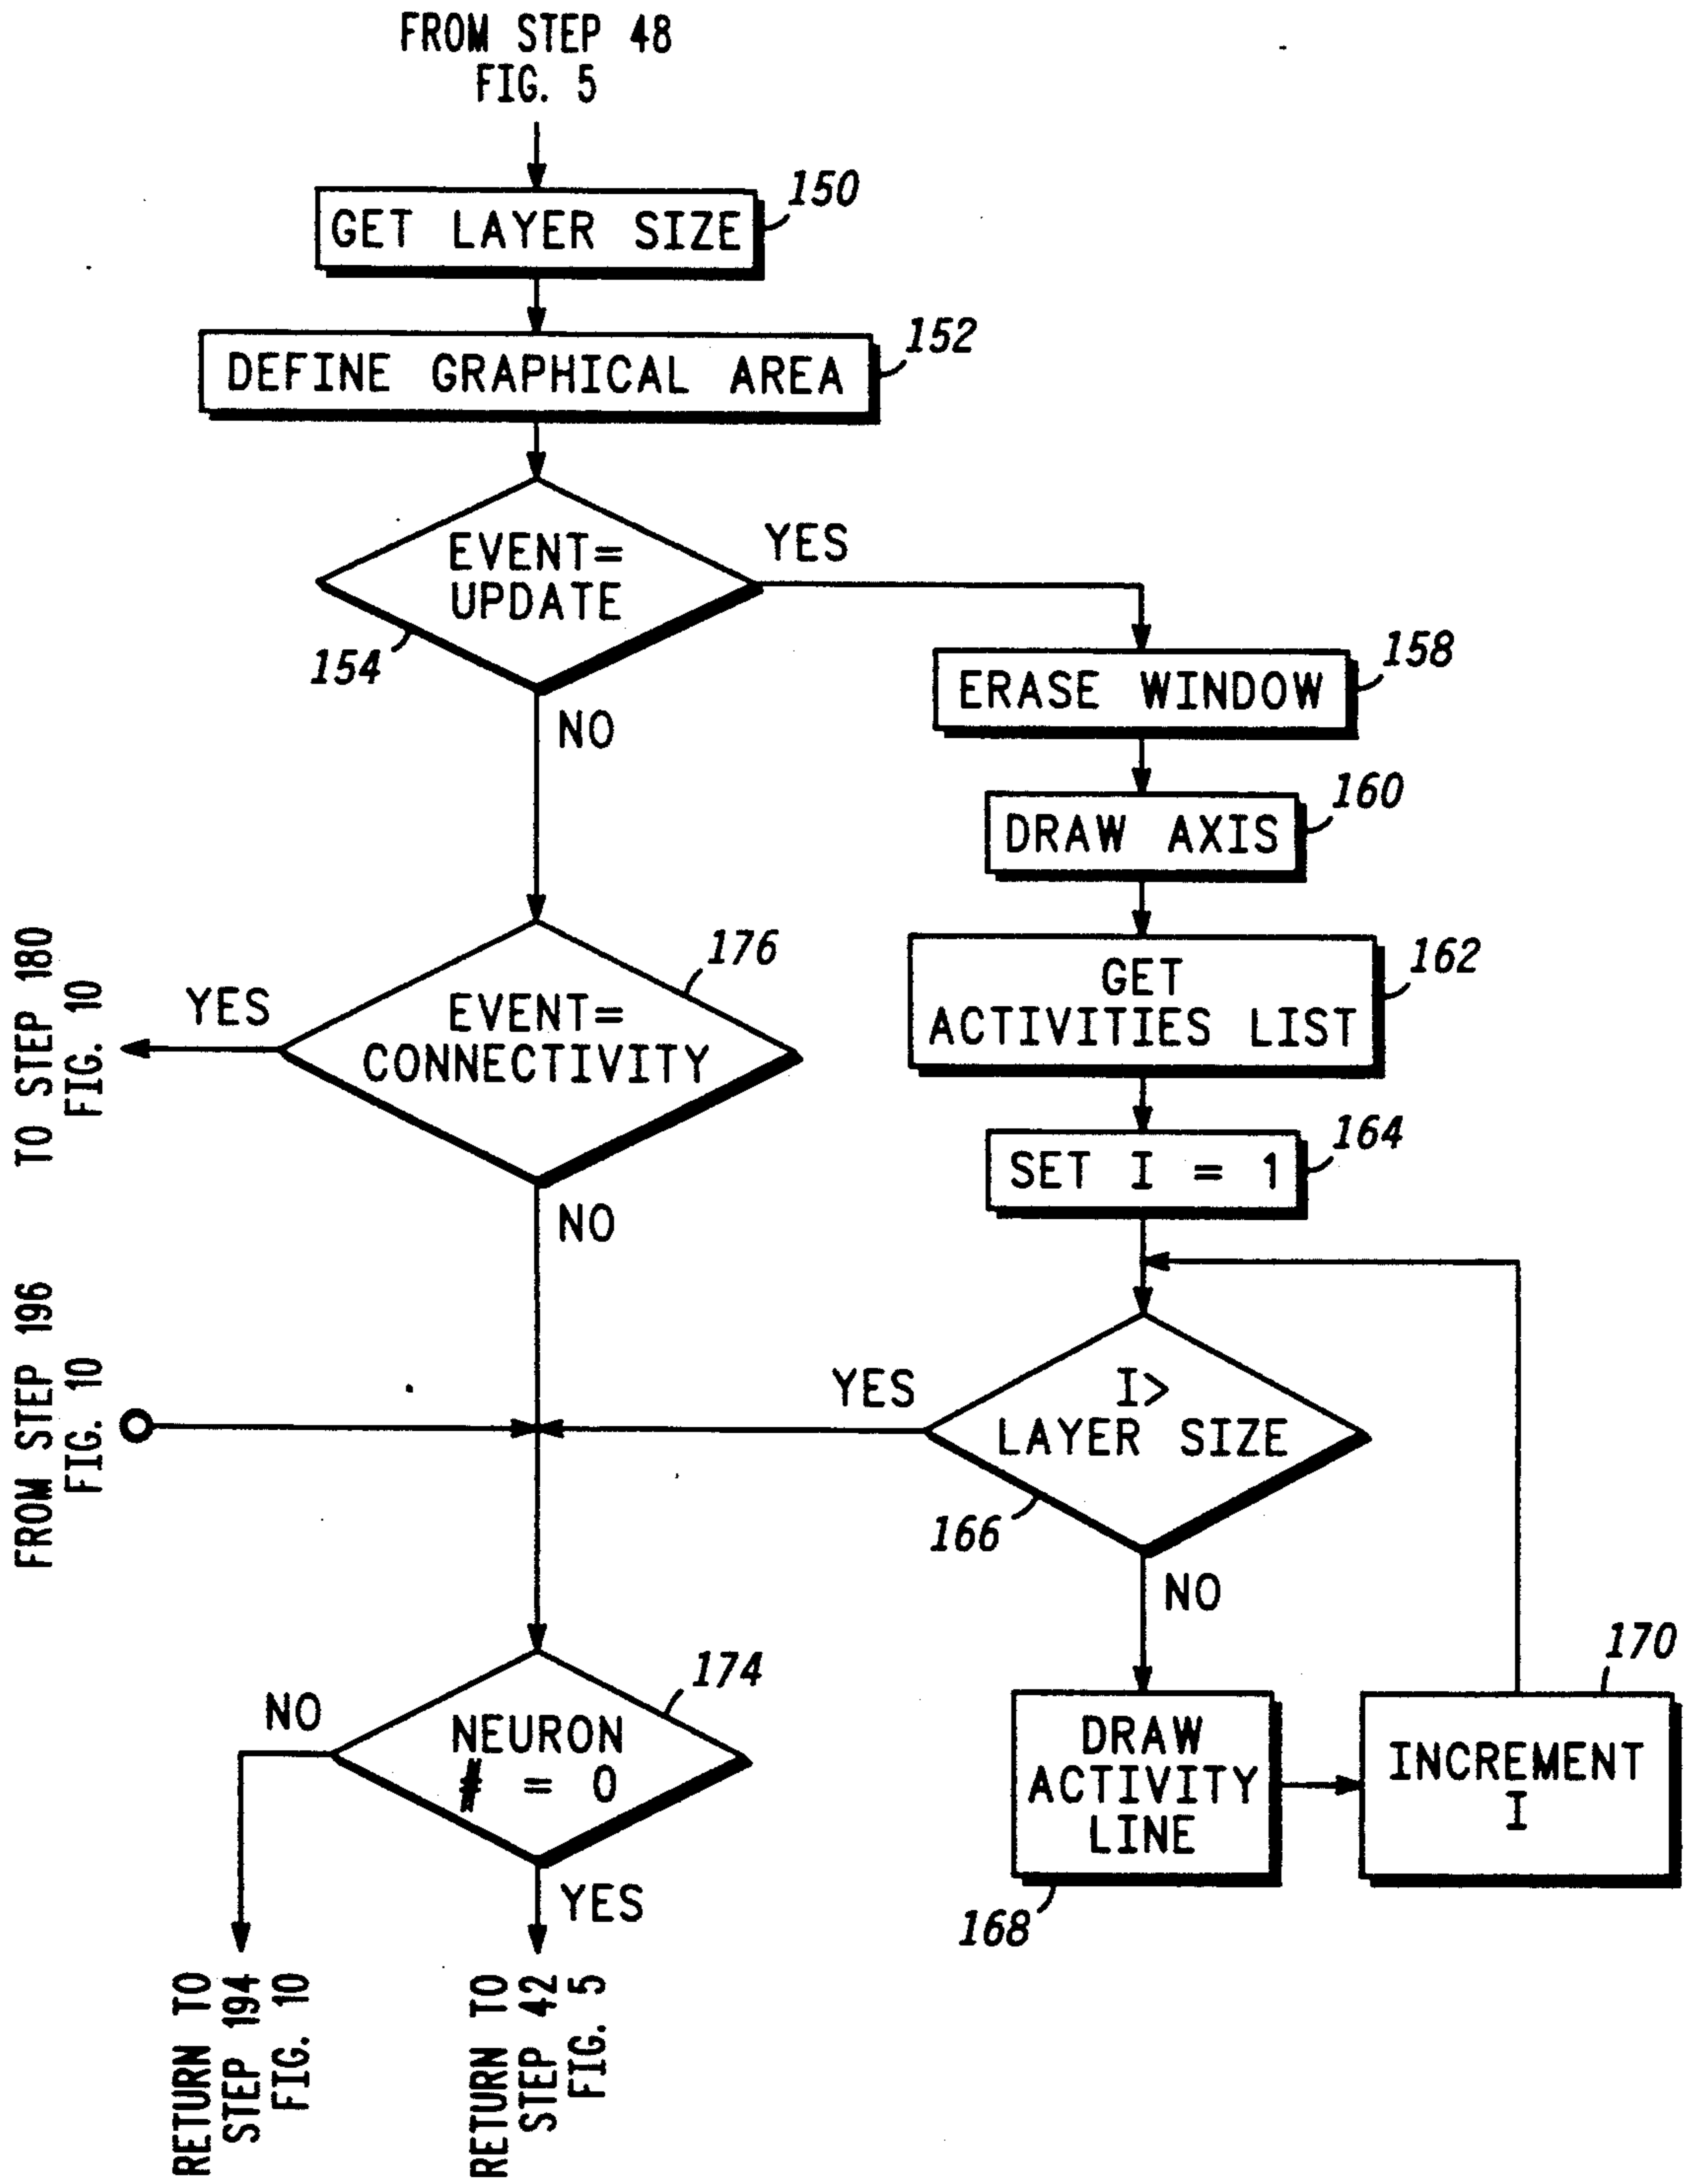 FROM STEP 48
FIG. 5
150
GET LAYER SIZE
152
DEFINE GRAPHICAL AREA
EVENT=
UPDATE
YES
154
NO
158
ERASE WINDOW
160
DRAW AXIS
162
GET
ACTIVITIES LIST
164
SET I = 1
176
EVENT=
CONNECTIVITY
YES
TO STEP 180
FIG. 10
NO
FROM STEP 196
FIG. 10
YES
I>
LAYER SIZE
166
NO
174
NEURON
# = 0
NO
YES
DRAW
ACTIVITY
LINE
168
170
INCREMENT
I
RETURN TO
STEP 194
FIG. 10
RETURN TO
STEP 42
FIG. 5